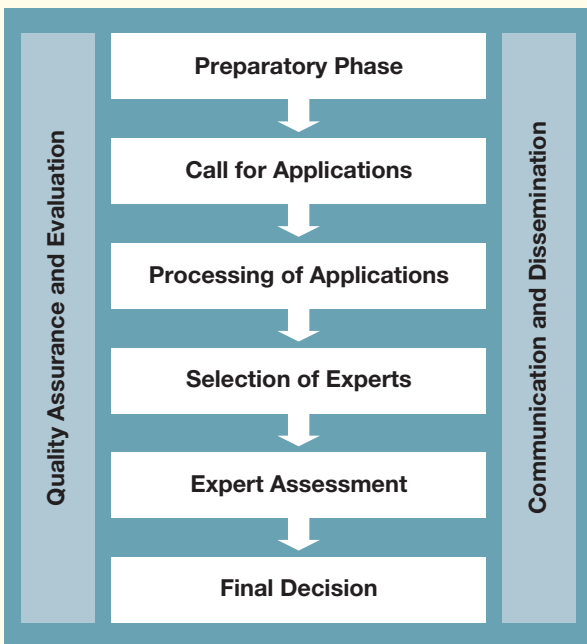 Quality Assurance and Evaluation
Preparatory Phase
Call for Applications
Processing of Applications
Selection of Experts
Expert Assessment
Final Decision
Communication and Dissemination